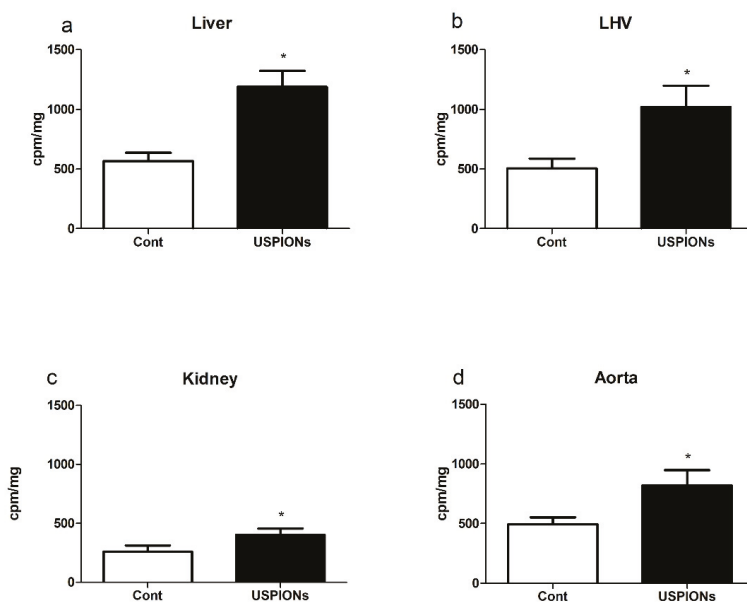 a
Liver
1500
1000
500
0
cpm/mg
*
Cont
USPIONs
b
LHV
1500
1000
500
0
cpm/mg
*
Cont
USPIONs
c
Kidney
1500
1000
500
0
cpm/mg
*
Cont
USPIONs
d
Aorta
1500
1000
500
0
cpm/mg
*
Cont
USPIONs